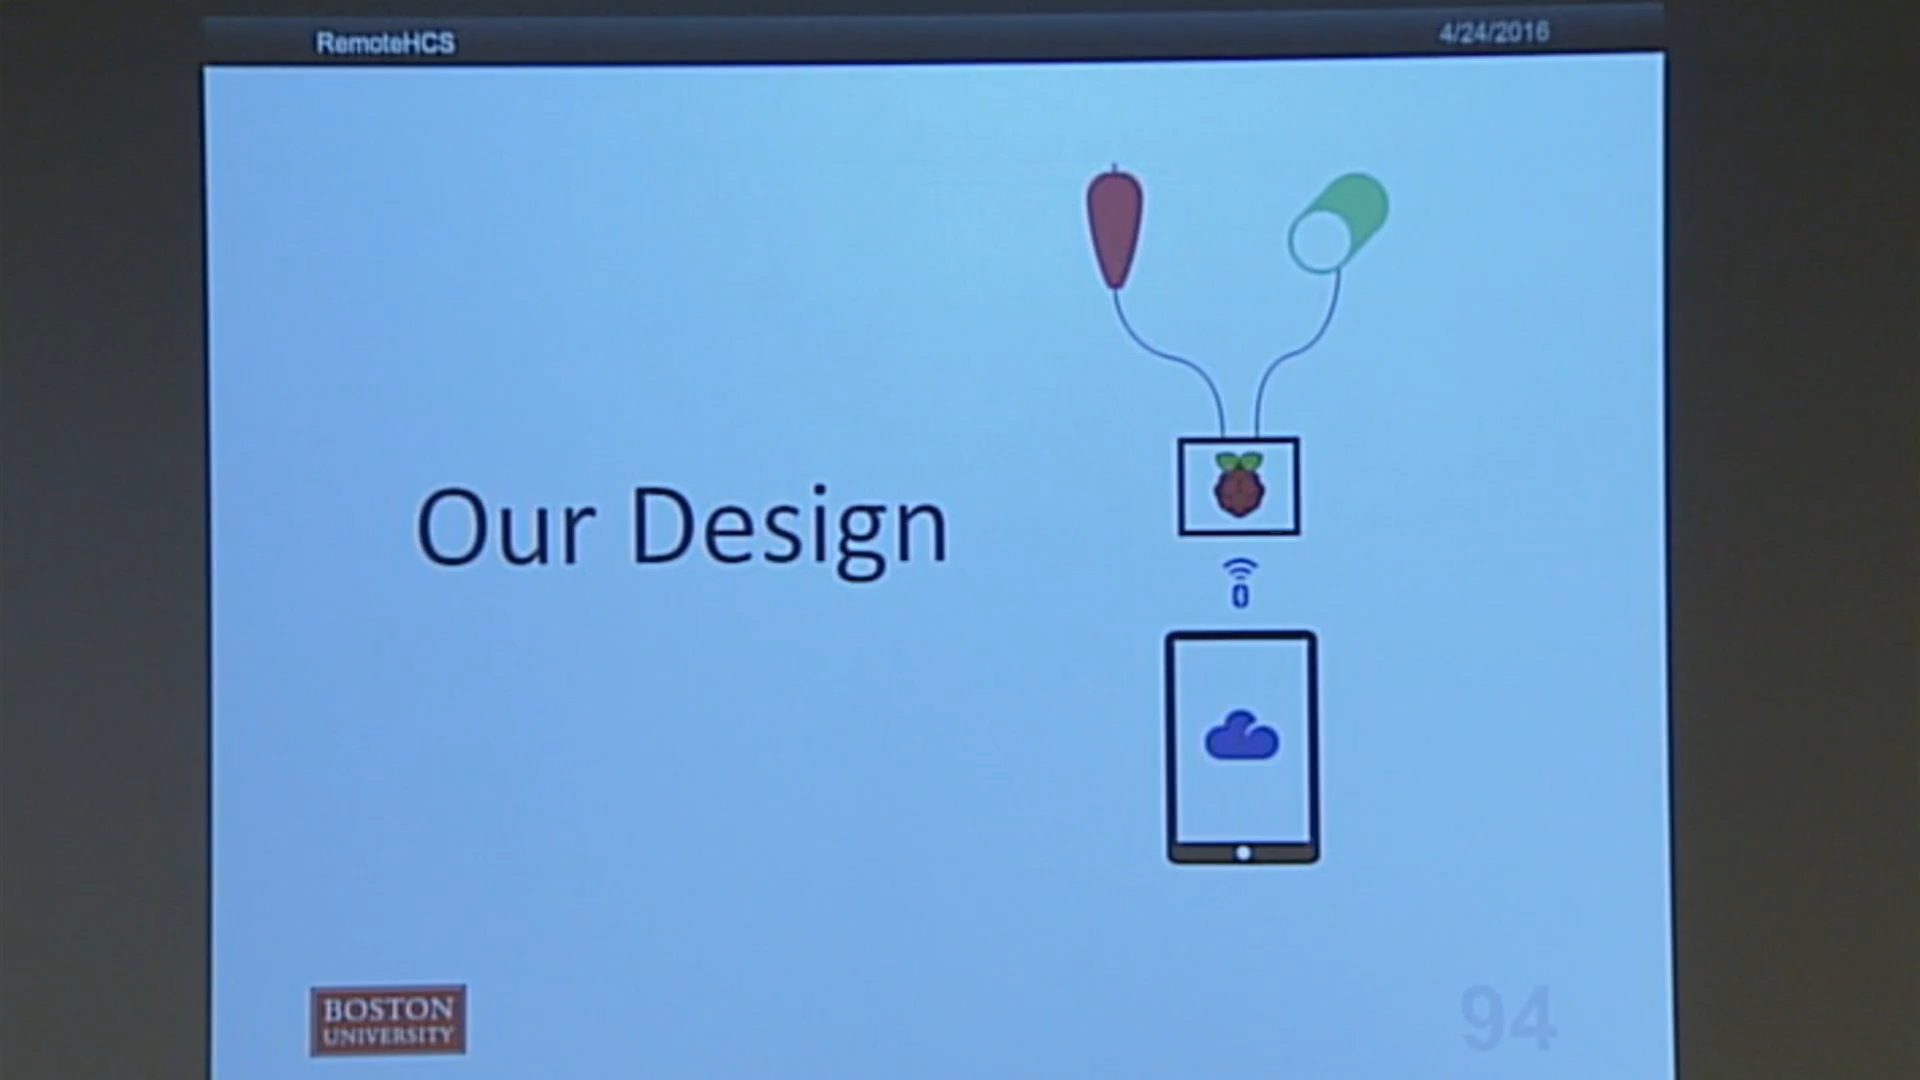 RemoteHCS
4/24/2016
Our Design
BOSTON
UNIVERSITY
94